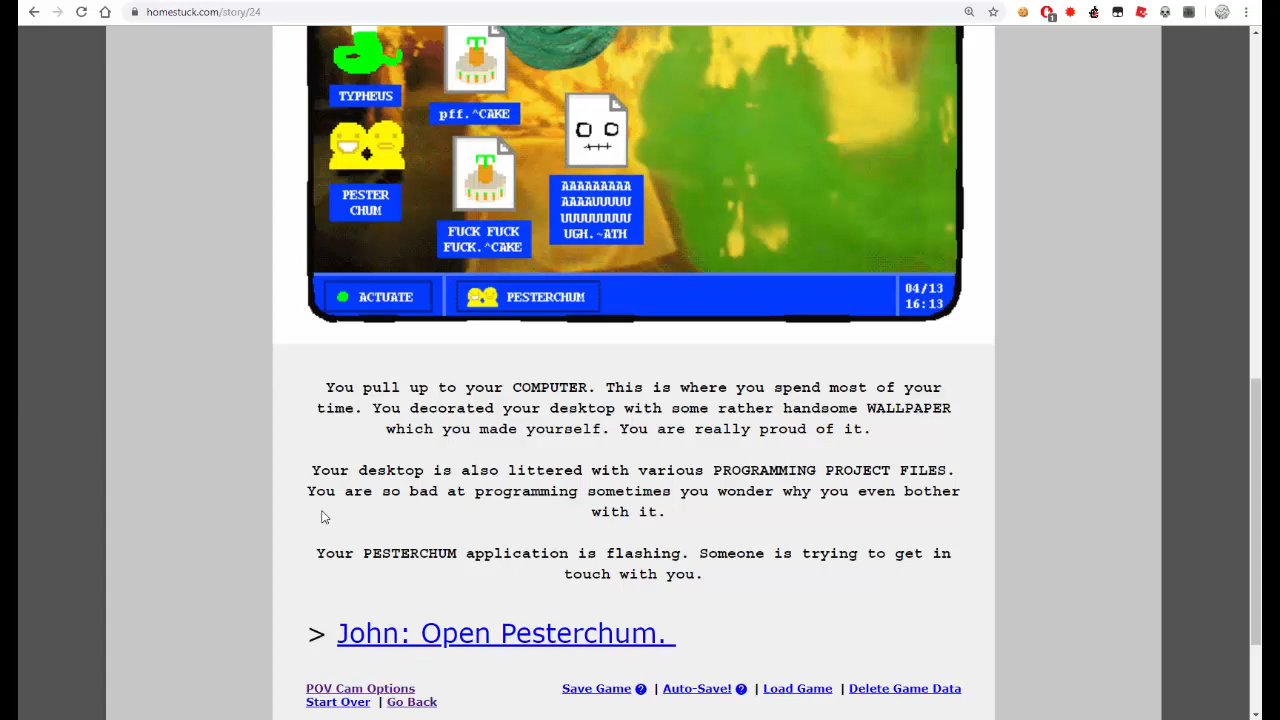 homestuck.com/story/24
1
TYPHEUS
pff.^CAKE
PESTER
CHUM
FUCK FUCK
FUCK.^CAKE
AAAAAAAAA
AAAAUUUUU
UUUUUUUUU
UGH.~ATH
ACTUATE
PESTERCHUM
04/13
16:13
You pull up to your COMPUTER. This is where you spend most of your
time. You decorated your desktop with some rather handsome WALLPAPER
which you made yourself. You are really proud of it.
Your desktop is also littered with various PROGRAMMING PROJECT FILES.
You are so bad at programming sometimes you wonder why you even bother
with it.
Your PESTERCHUM application is flashing. Someone is trying to get in
touch with you.
> John: Open Pesterchum.
POV Cam Options
Save Game ? | Auto-Save! ? | Load Game | Delete Game Data
Start Over | Go Back